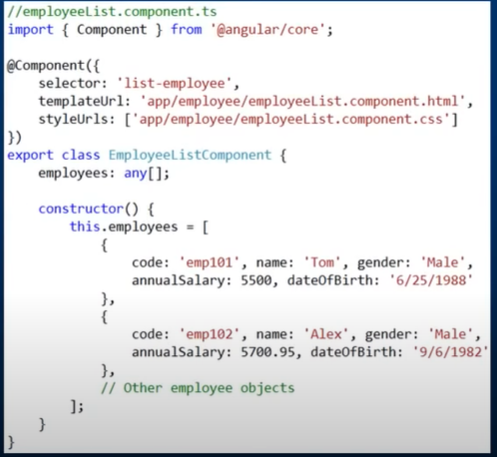 //employeeList.component.ts
import { Component } from '@angular/core';
@Component({
selector: 'list-employee',
templateUrl: 'app/employee/employeeList.component.html',
styleUrls: ['app/employee/employeeList.component.css']
})
export class EmployeeListComponent {
employees: any[];
constructor() {
this.employees = [
{
code: 'emp101', name: 'Tom', gender: 'Male',
annualSalary: 5500, dateOfBirth: '6/25/1988'
},
{
code: 'emp102', name: 'Alex', gender: 'Male',
annualSalary: 5700.95, dateOfBirth: '9/6/1982'
},
// Other employee objects
];
}
}